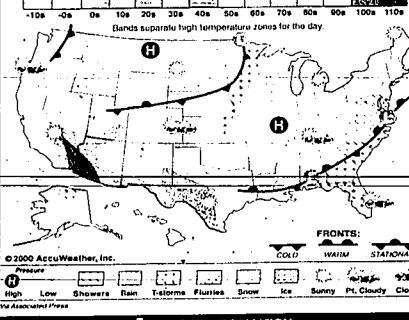 -10s -0s 0s 10s 20s 30s 40s 50s 60s 70s 80s 90s 100s 110s
Bands separate high temperature zones for the day.
H
H
FRONTS:
COLD WARM STATIONA
© 2000 AccuWeather, Inc.
Pressure
H
High Low Showers Rain T-storms Flurries Snow Ice Sunny Pt. Cloudy Clo
Via Associated Press